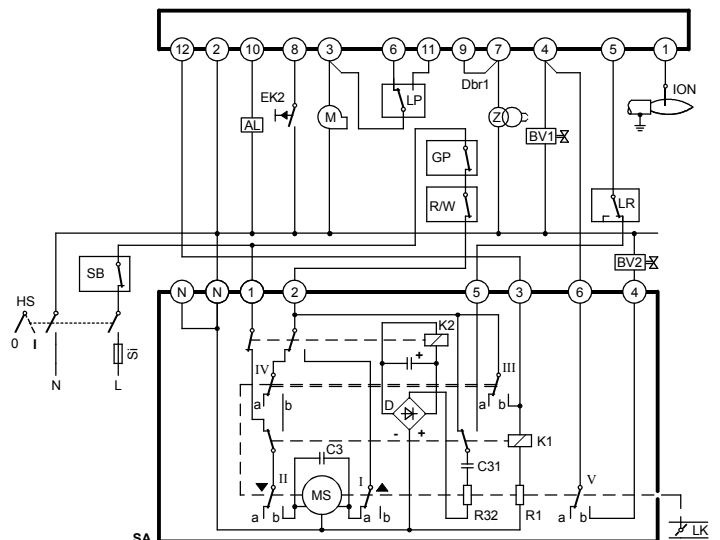 12 2 10 8 3 6 11 9 7 4 5 1
Dbr1
ION
EK2
LP
AL
M
Z
BV1
GP
R/W
LR
SB
BV2
HS
N N 1 2 5 3 6 4
0 I
Si
K2
+
IV
III
a b
D
a b
N L
- +
K1
C3
C31
II
I
V
MS
a b
a b
R32
R1
a b
SA
LK